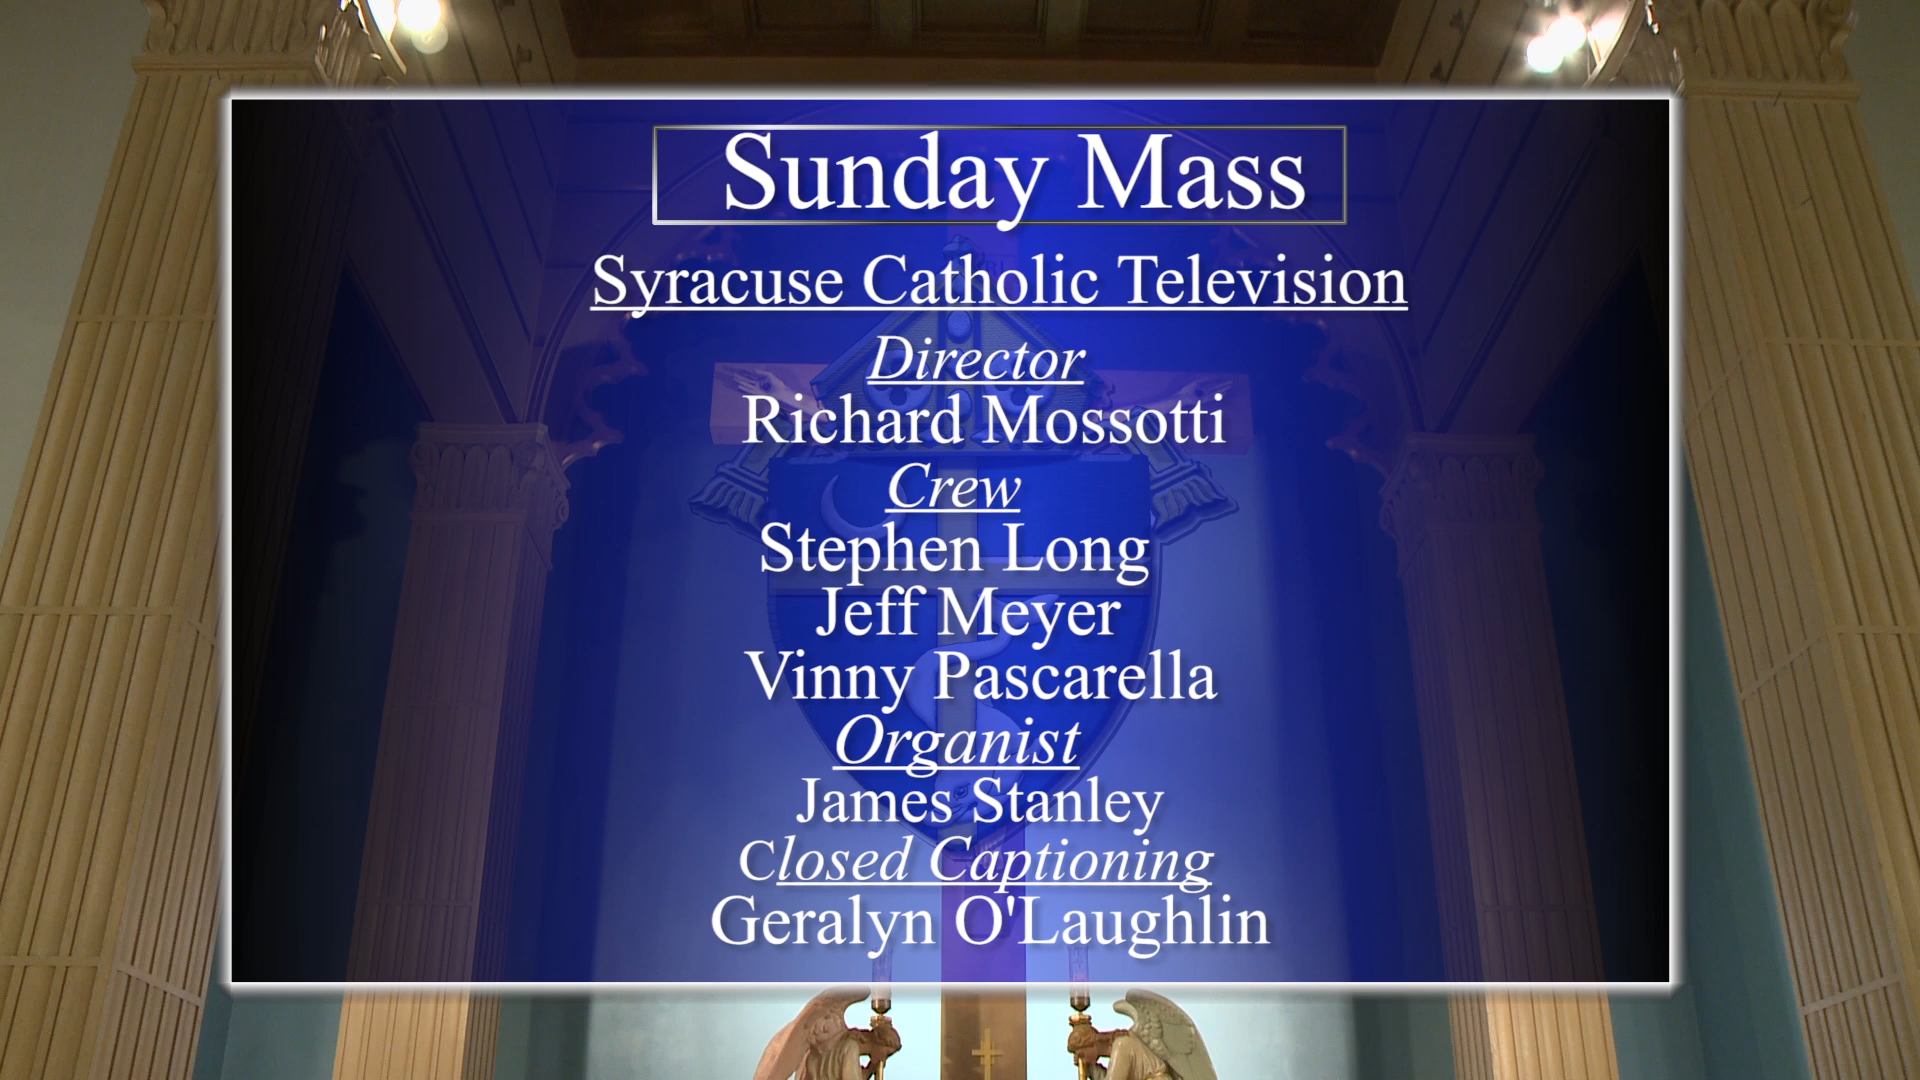 Sunday Mass
Syracuse Catholic Television
Director
Richard Mossotti
Crew
Stephen Long
Jeff Meyer
Vinny Pascarella
Organist
James Stanley
Closed Captioning
Geralyn O'Laughlin